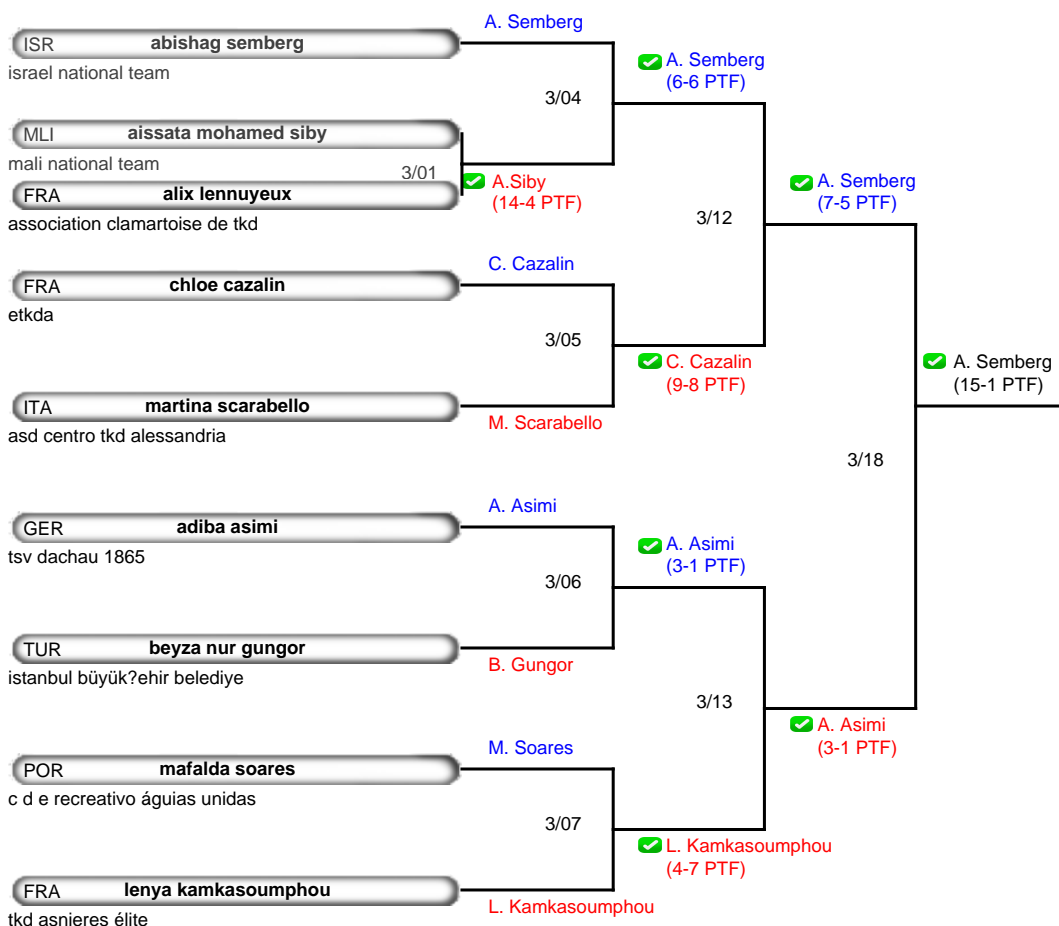 A. Semberg
ISR abishag semberg
israel national team
A. Semberg
(6-6 PTF)
3/04
MLI aissata mohamed siby
mali national team
3/01
FRA alix lennuyeux
association clamartoise de tkd
A.Siby
(14-4 PTF)
A. Semberg
(7-5 PTF)
3/12
C. Cazalin
FRA chloe cazalin
etkda
3/05
C. Cazalin
(9-8 PTF)
A. Semberg
(15-1 PTF)
ITA martina scarabello
asd centro tkd alessandria
M. Scarabello
3/18
A. Asimi
GER adiba asimi
tsv dachau 1865
A. Asimi
(3-1 PTF)
3/06
TUR beyza nur gungor
istanbul büyük?ehir belediye
B. Gungor
3/13
A. Asimi
(3-1 PTF)
M. Soares
POR mafalda soares
c d e recreativo águias unidas
3/07
L. Kamkasoumphou
(4-7 PTF)
FRA lenya kamkasoumphou
tkd asnieres élite
L. Kamkasoumphou